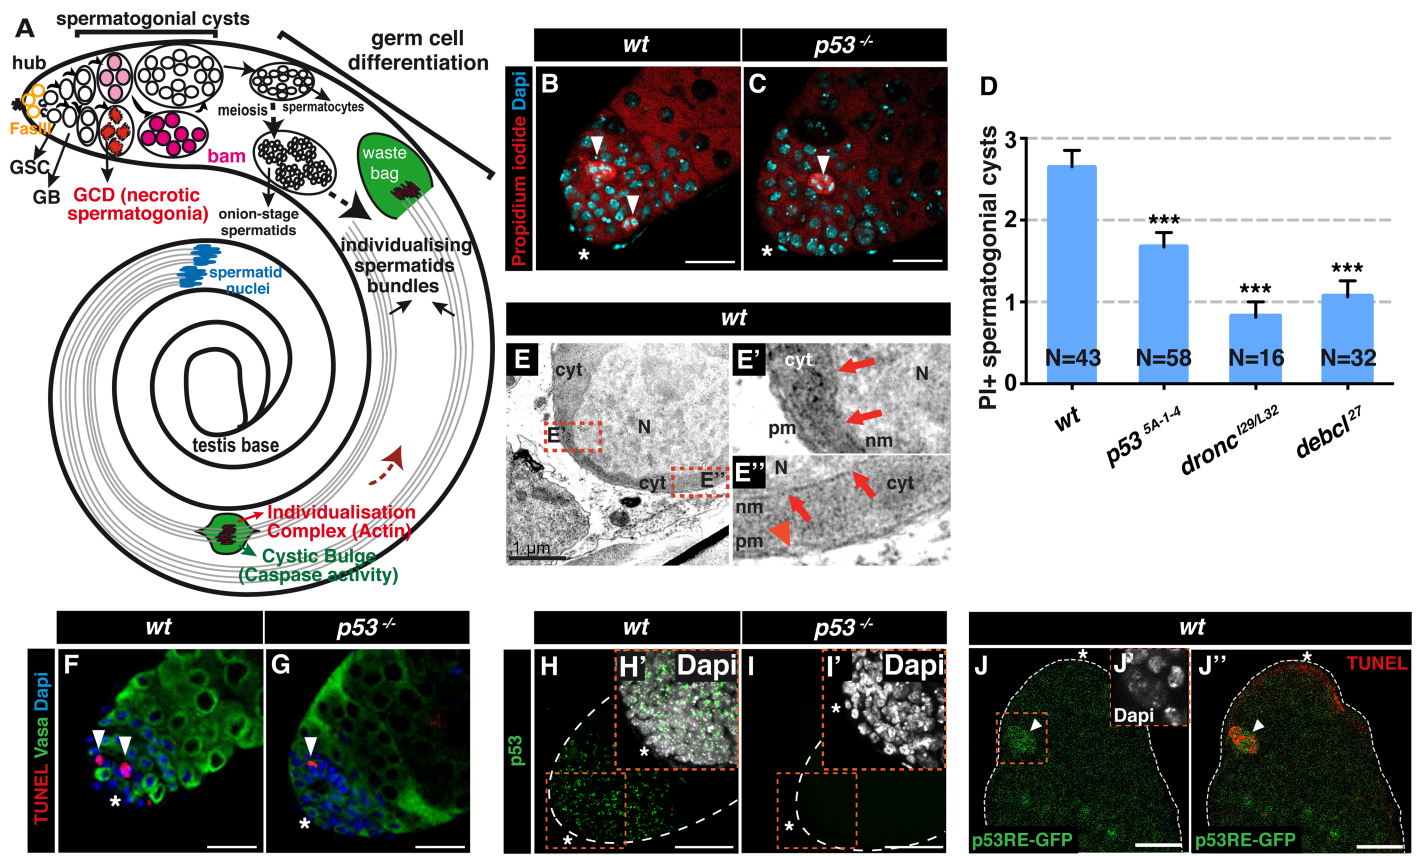 A
spermatogonial cysts
germ cell
differentiation
hub
FasIII
GSC
GB
GCD (necrotic
spermatogonia)
bam
meiosis
spermatocytes
onion-stage
spermatids
waste
bag
individualising
spermatids
bundles
spermatid
nuclei
testis base
Individualisation
Complex (Actin)
Cystic Bulge
(Caspase activity)
wt
p53 -/-
Propidium iodide Dapi
B
*
C
*
D
PI+ spermatogonial cysts
3
2
1
0
***
***
***
N=43
N=58
N=16
N=32
wt
p53 5A-1-4
dronc I29/L32
debcl 27
wt
E
cyt
N
E'
cyt
E''
1 µm
E'
cyt
N
pm
nm
E''
N
cyt
nm
pm
wt
p53 -/-
TUNEL Vasa Dapi
F
*
G
*
wt
p53 -/-
p53
H
H'
Dapi
*
*
I
I'
Dapi
*
*
wt
J
*
J'
Dapi
p53RE-GFP
J''
*
TUNEL
p53RE-GFP